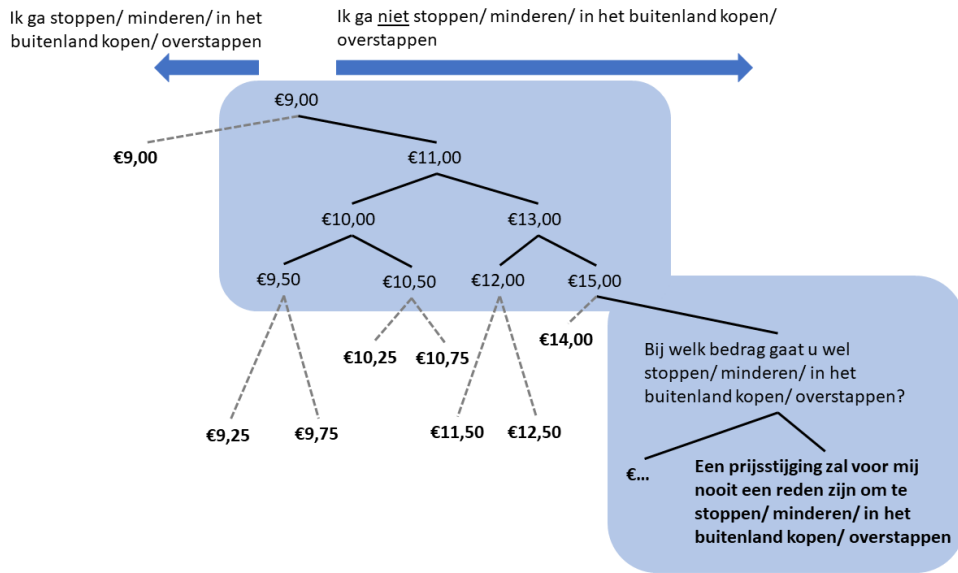 Ik ga stoppen/ minderen/ in het
buitenland kopen/ overstappen
Ik ga niet stoppen/ minderen/ in het buitenland kopen/
overstappen
€9,00
€9,00
€11,00
€10,00
€13,00
€9,50
€10,50
€12,00
€15,00
€14,00
€10,25
€10,75
€9,25
€9,75
€11,50
€12,50
Bij welk bedrag gaat u wel
stoppen/ minderen/ in het
buitenland kopen/ overstappen?
€...
Een prijsstijging zal voor mij
nooit een reden zijn om te
stoppen/ minderen/ in het
buitenland kopen/ overstappen